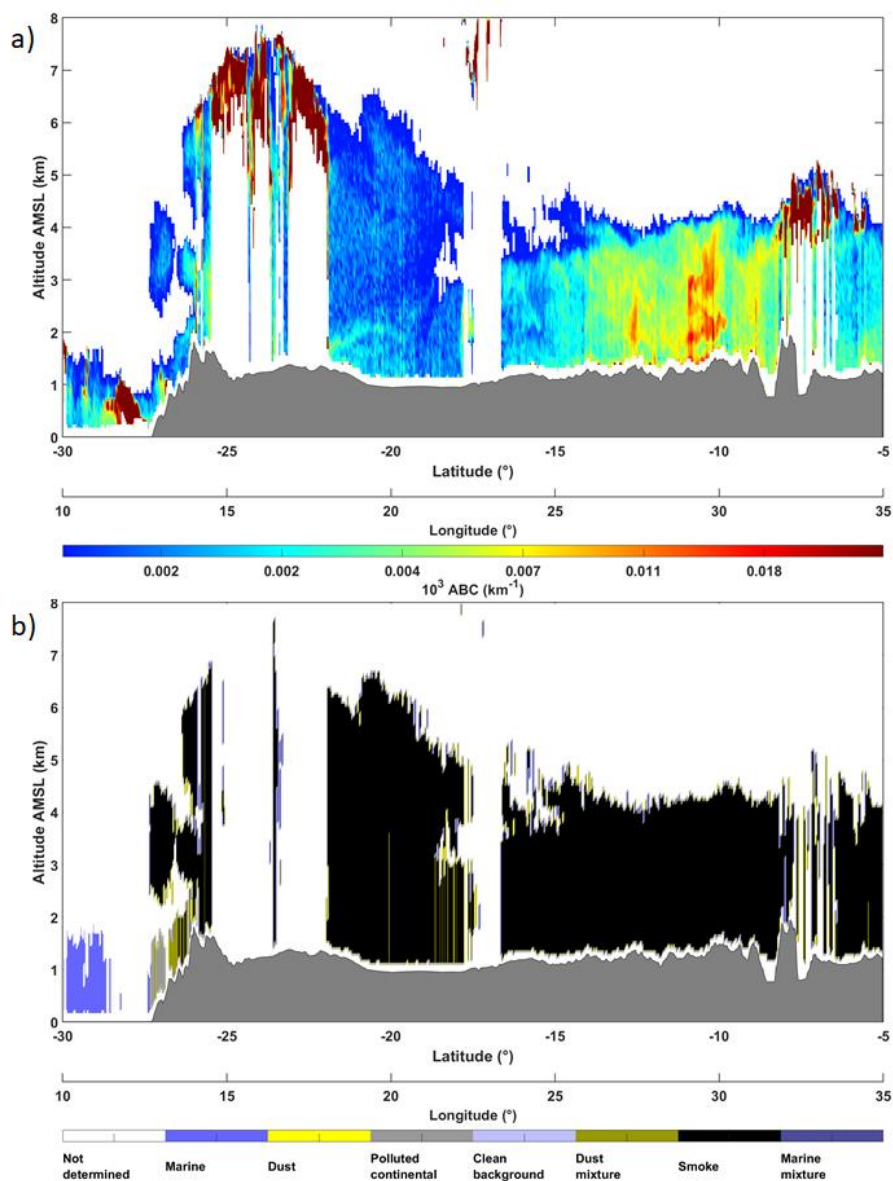 a)
8
7
6
5
4
3
2
1
0
Altitude AMSL (km)
-30 -25 -20 -15 -10 -5
Latitude (°)
10 15 20 25 30 35
Longitude (°)
0.002 0.002 0.004 0.007 0.011 0.018
10³ ABC (km⁻¹)
b)
8
7
6
5
4
3
2
1
0
Altitude AMSL (km)
-30 -25 -20 -15 -10 -5
Latitude (°)
10 15 20 25 30 35
Longitude (°)
Not determined
Marine
Dust
Polluted continental
Clean background
Dust mixture
Smoke
Marine mixture